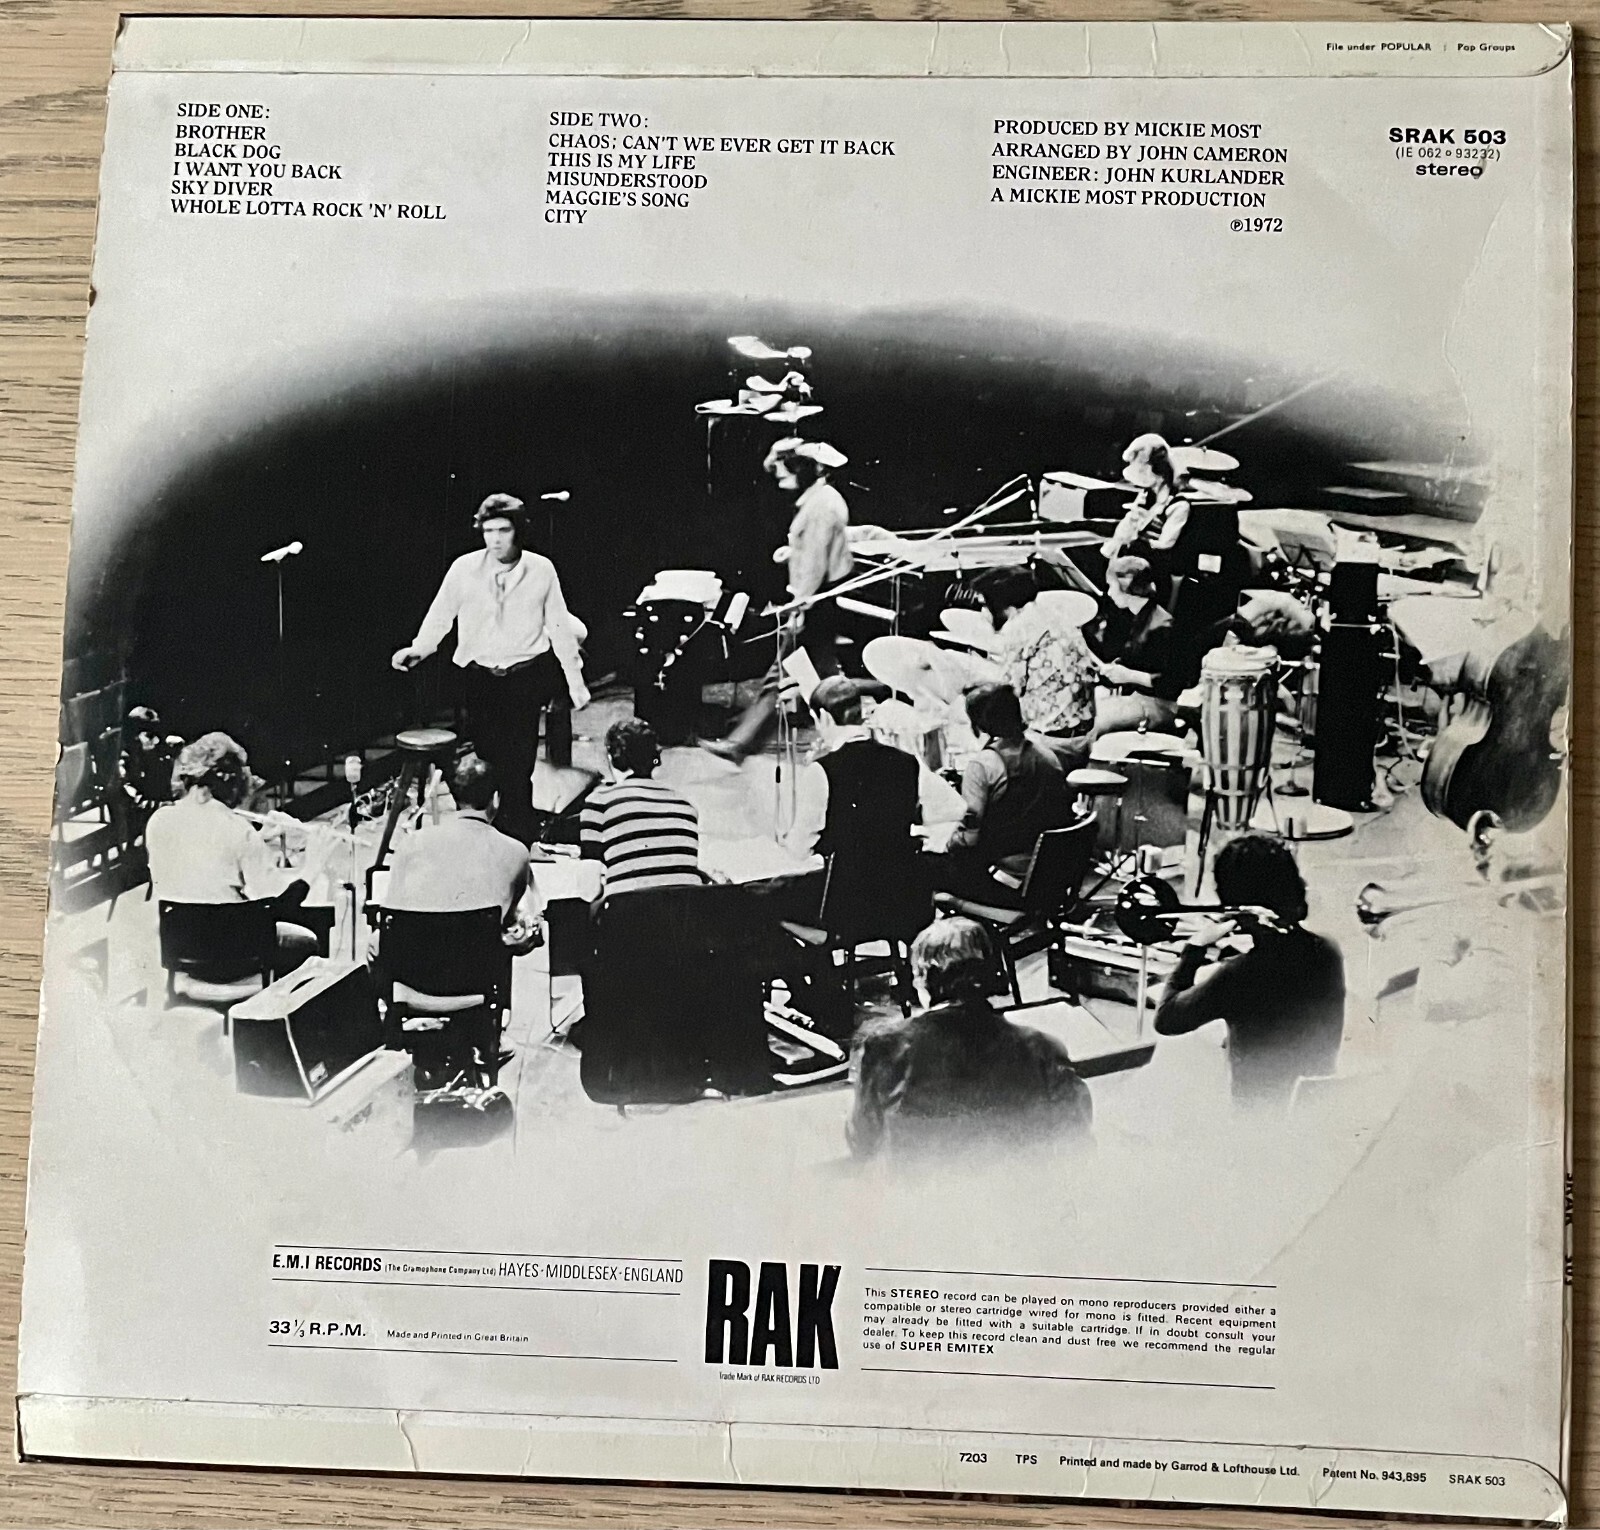 File under POPULAR | Pop Groups
SIDE ONE:
BROTHER
BLACK DOG
I WANT YOU BACK
SKY DIVER
WHOLE LOTTA ROCK 'N' ROLL
SIDE TWO:
CHAOS; CAN'T WE EVER GET IT BACK
THIS IS MY LIFE
MISUNDERSTOOD
MAGGIE'S SONG
CITY
PRODUCED BY MICKIE MOST
ARRANGED BY JOHN CAMERON
ENGINEER: JOHN KURLANDER
A MICKIE MOST PRODUCTION
℗1972
SRAK 503
(IE 062 o 93232)
stereo
E.M.I RECORDS (The Gramophone Company Ltd) HAYES·MIDDLESEX·ENGLAND
33⅓ R.P.M. Made and Printed in Great Britain
RAK
Trade Mark of RAK RECORDS LTD
This STEREO record can be played on mono reproducers provided either a
compatible or stereo cartridge wired for mono is fitted. Recent equipment
may already be fitted with a suitable cartridge. If in doubt consult your
dealer. To keep this record clean and dust free we recommend the regular
use of SUPER EMITEX
7203 TPS Printed and made by Garrod & Lofthouse Ltd. Patent No. 943,895 SRAK 503